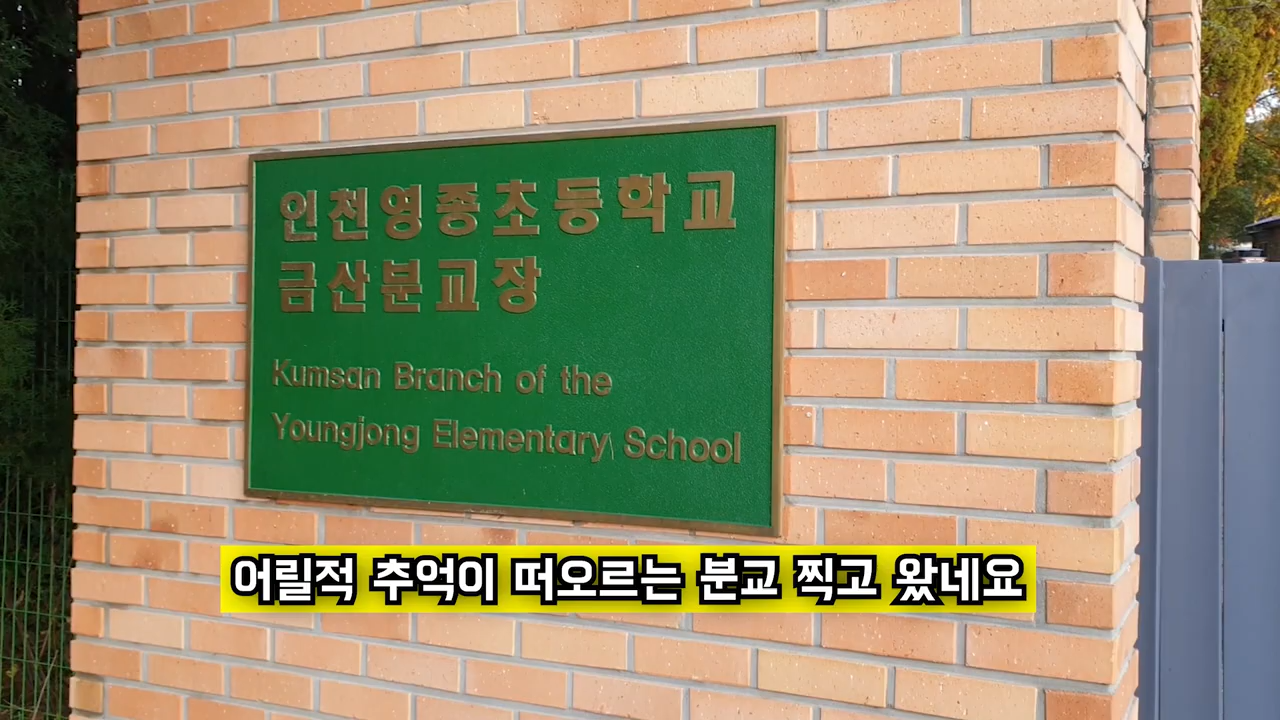 인천영종초등학교
금산분교장
Kumsan Branch of the
Youngjong Elementary School
어릴적 추억이 떠오르는 분교 찍고 왔네요